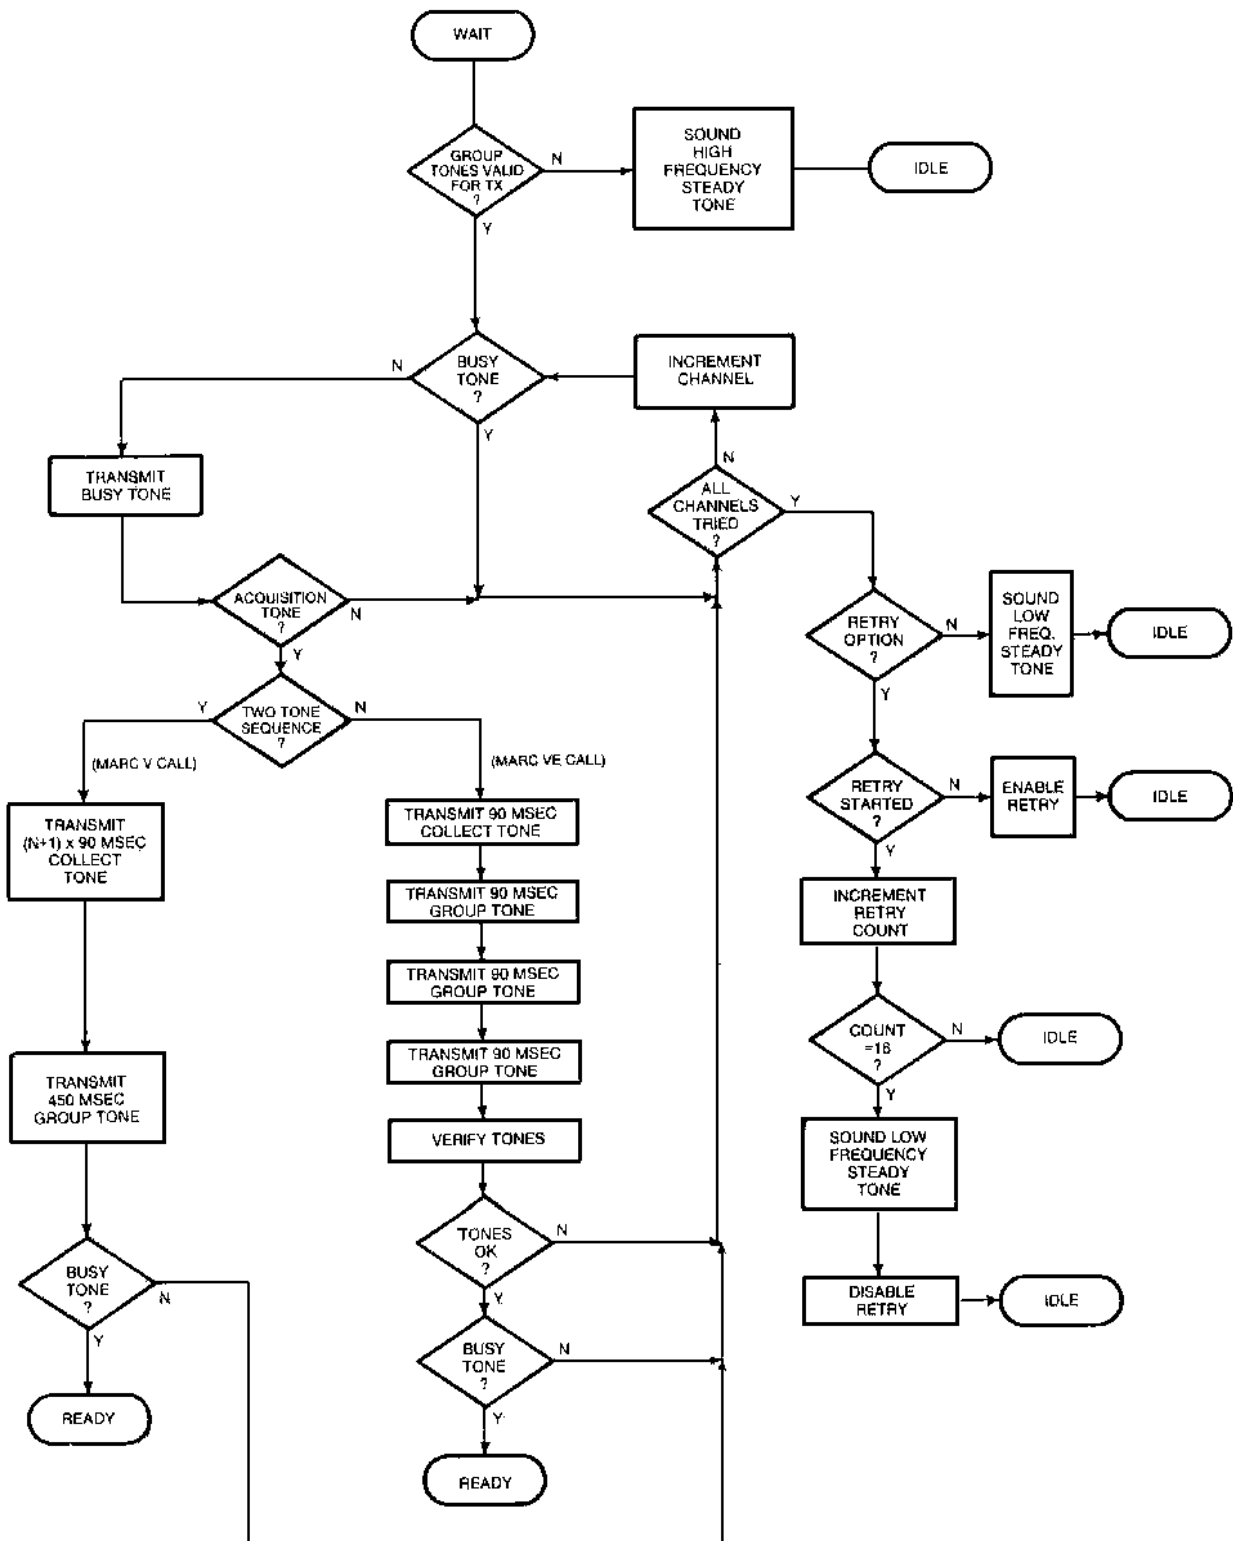 WAIT
GROUP
TONES VALID
FOR TX
?
N
SOUND
HIGH
FREQUENCY
STEADY
TONE
IDLE
Y
BUSY
TONE
?
N
Y
INCREMENT
CHANNEL
N
TRANSMIT
BUSY TONE
ALL
CHANNELS
TRIED
?
Y
ACQUISITION
TONE
?
N
Y
RETRY
OPTION
?
N
SOUND
LOW
FREQ.
STEADY
TONE
IDLE
Y
TWO TONE
SEQUENCE
?
Y
N
(MARC V CALL)
(MARC VE CALL)
RETRY
STARTED
?
N
ENABLE
RETRY
IDLE
Y
TRANSMIT
(N+1) x 90 MSEC
COLLECT
TONE
TRANSMIT 90 MSEC
COLLECT TONE
TRANSMIT 90 MSEC
GROUP TONE
INCREMENT
RETRY
COUNT
TRANSMIT 90 MSEC
GROUP TONE
COUNT
=16
?
N
IDLE
Y
TRANSMIT 90 MSEC
GROUP TONE
TRANSMIT
450 MSEC
GROUP TONE
VERIFY TONES
SOUND LOW
FREQUENCY
STEADY
TONE
TONES
OK
?
N
Y
BUSY
TONE
?
N
Y
DISABLE
RETRY
IDLE
BUSY
TONE
?
N
Y
READY
READY